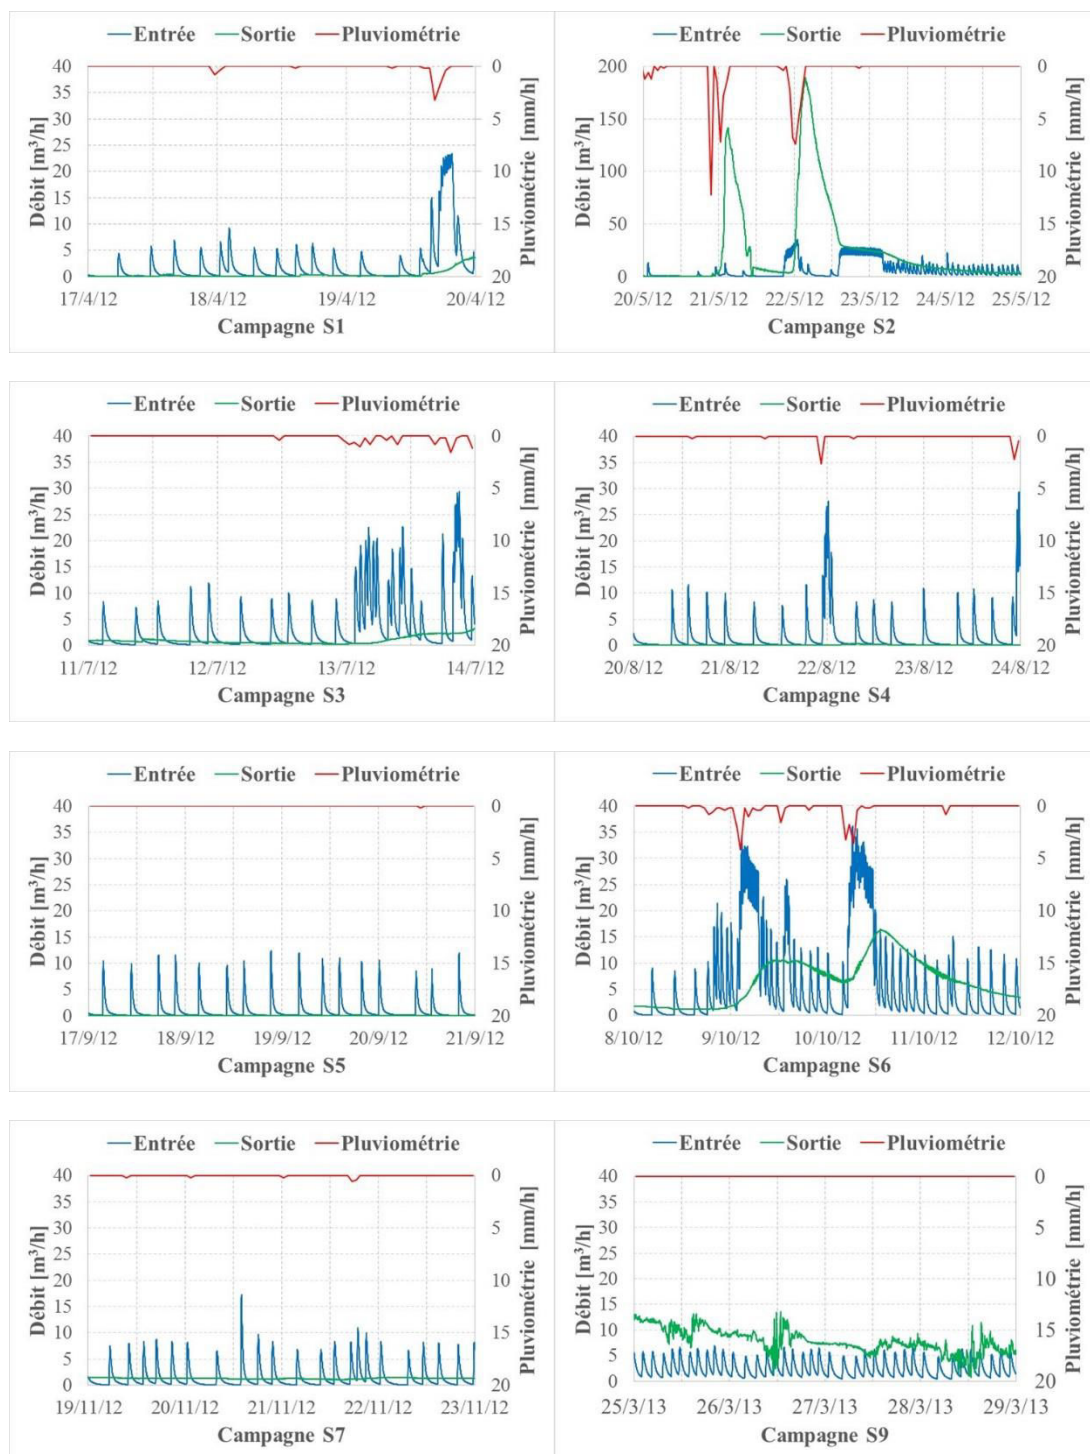 Entrée Sortie Pluviométrie
Débit [m³/h]
40
35
30
25
20
15
10
5
0
0
5
10
15
20
Pluviométrie [mm/h]
17/4/12 18/4/12 19/4/12 20/4/12
Campagne S1
Entrée Sortie Pluviométrie
Débit [m³/h]
200
150
100
50
0
0
5
10
15
20
Pluviométrie [mm/h]
20/5/12 21/5/12 22/5/12 23/5/12 24/5/12 25/5/12
Campange S2
Entrée Sortie Pluviométrie
Débit [m³/h]
40
35
30
25
20
15
10
5
0
0
5
10
15
20
Pluviométrie [mm/h]
11/7/12 12/7/12 13/7/12 14/7/12
Campagne S3
Entrée Sortie Pluviométrie
Débit [m³/h]
40
35
30
25
20
15
10
5
0
0
5
10
15
20
Pluviométrie [mm/h]
20/8/12 21/8/12 22/8/12 23/8/12 24/8/12
Campagne S4
Entrée Sortie Pluviométrie
Débit [m³/h]
40
35
30
25
20
15
10
5
0
0
5
10
15
20
Pluviométrie [mm/h]
17/9/12 18/9/12 19/9/12 20/9/12 21/9/12
Campagne S5
Entrée Sortie Pluviométrie
Débit [m³/h]
40
35
30
25
20
15
10
5
0
0
5
10
15
20
Pluviométrie [mm/h]
8/10/12 9/10/12 10/10/12 11/10/12 12/10/12
Campagne S6
Entrée Sortie Pluviométrie
Débit [m³/h]
40
35
30
25
20
15
10
5
0
0
5
10
15
20
Pluviométrie [mm/h]
19/11/12 20/11/12 21/11/12 22/11/12 23/11/12
Campagne S7
Entrée Sortie Pluviométrie
Débit [m³/h]
40
35
30
25
20
15
10
5
0
0
5
10
15
20
Pluviométrie [mm/h]
25/3/13 26/3/13 27/3/13 28/3/13 29/3/13
Campagne S9